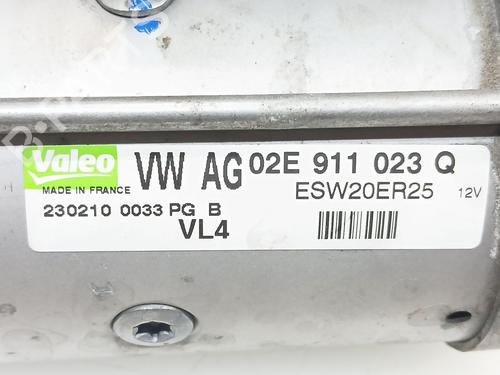 Valeo VW AG 02E 911 023 Q
MADE IN FRANCE ESW20ER25 12V
230210 0033 PG B
VL4